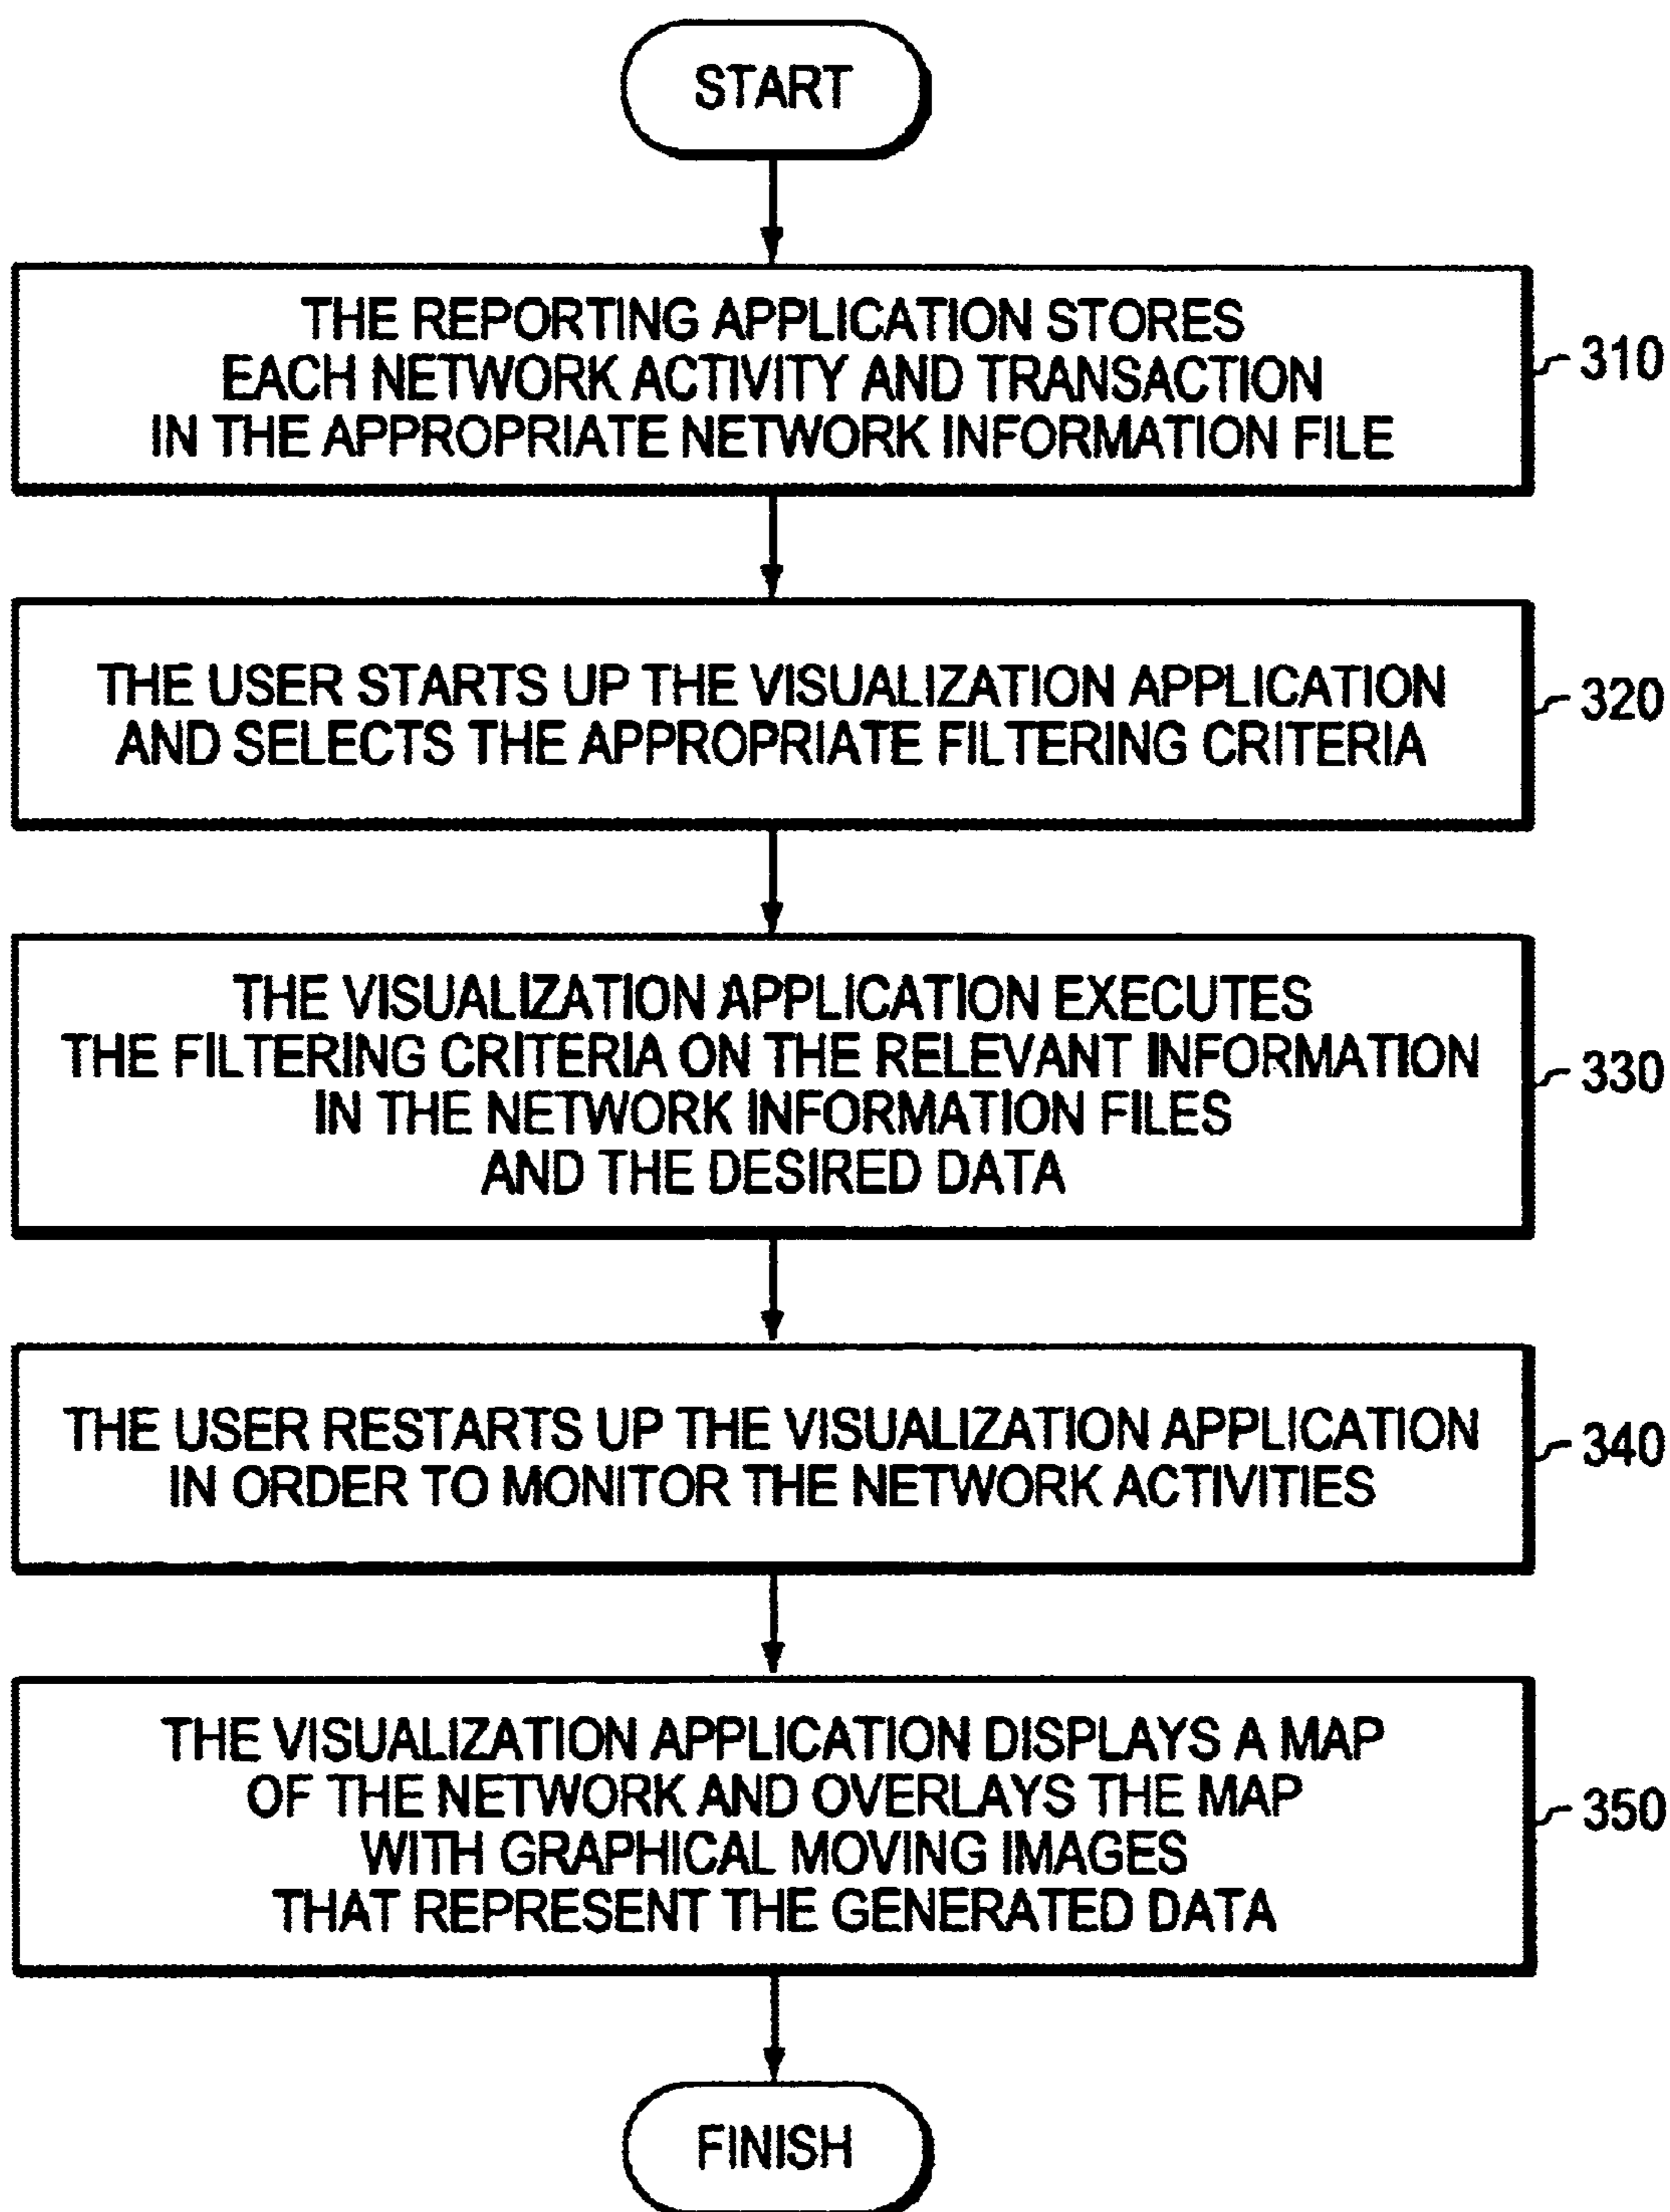 START
THE REPORTING APPLICATION STORES
EACH NETWORK ACTIVITY AND TRANSACTION
IN THE APPROPRIATE NETWORK INFORMATION FILE
310
THE USER STARTS UP THE VISUALIZATION APPLICATION
AND SELECTS THE APPROPRIATE FILTERING CRITERIA
320
THE VISUALIZATION APPLICATION EXECUTES
THE FILTERING CRITERIA ON THE RELEVANT INFORMATION
IN THE NETWORK INFORMATION FILES
AND THE DESIRED DATA
330
THE USER RESTARTS UP THE VISUALIZATION APPLICATION
IN ORDER TO MONITOR THE NETWORK ACTIVITIES
340
THE VISUALIZATION APPLICATION DISPLAYS A MAP
OF THE NETWORK AND OVERLAYS THE MAP
WITH GRAPHICAL MOVING IMAGES
THAT REPRESENT THE GENERATED DATA
350
FINISH